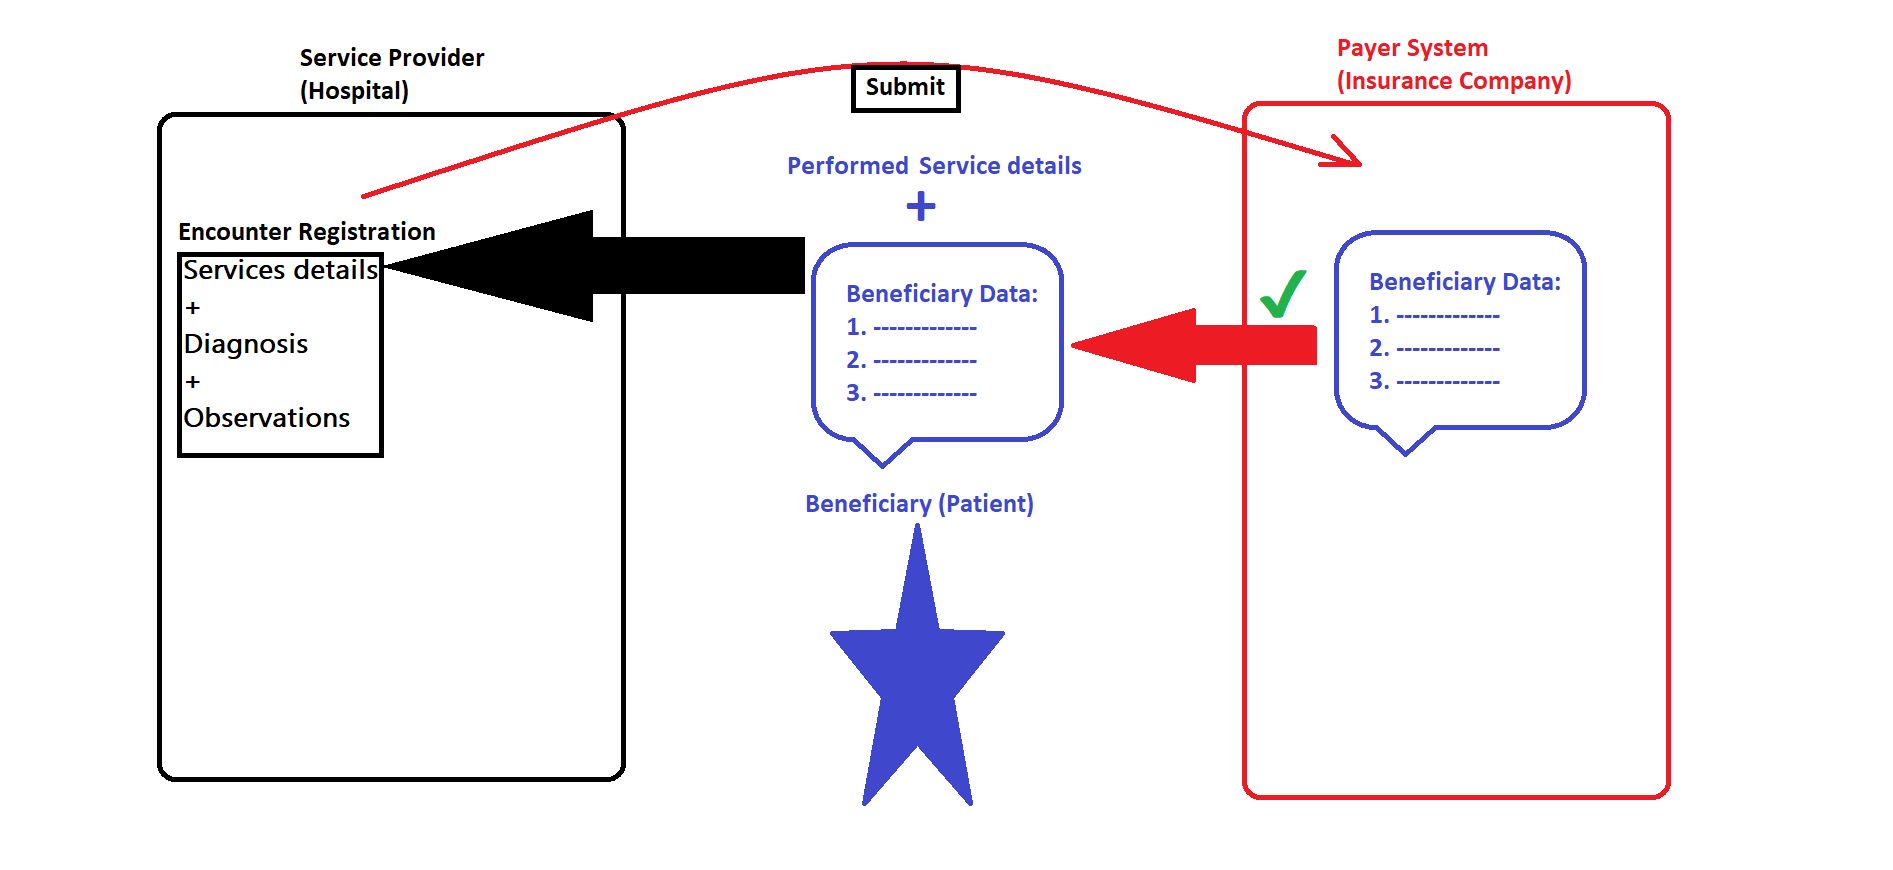 Service Provider
(Hospital)
Encounter Registration
Services details
+
Diagnosis
+
Observations
Submit
Performed Service details
+
Beneficiary Data:
1. -------------
2. -------------
3. -------------
Beneficiary (Patient)
Payer System
(Insurance Company)
Beneficiary Data:
1. -------------
2. -------------
3. -------------